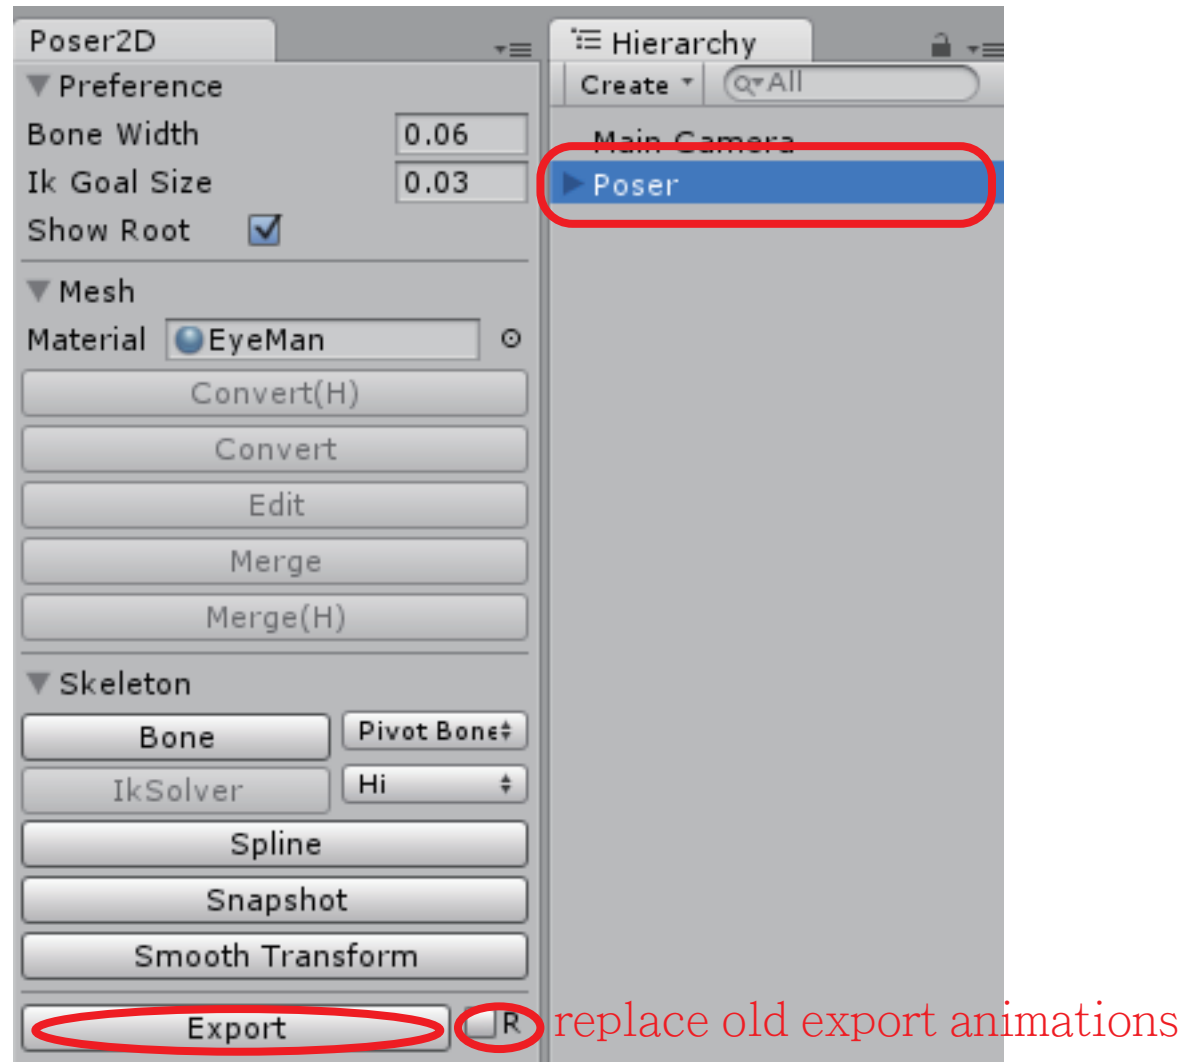 Poser2D
Preference
Bone Width 0.06
Ik Goal Size 0.03
Show Root
Mesh
Material EyeMan
Convert(H)
Convert
Edit
Merge
Merge(H)
Skeleton
Bone Pivot Bone
IkSolver Hi
Spline
Snapshot
Smooth Transform
Export R replace old export animations
Hierarchy
Create All
Main Camera
Poser